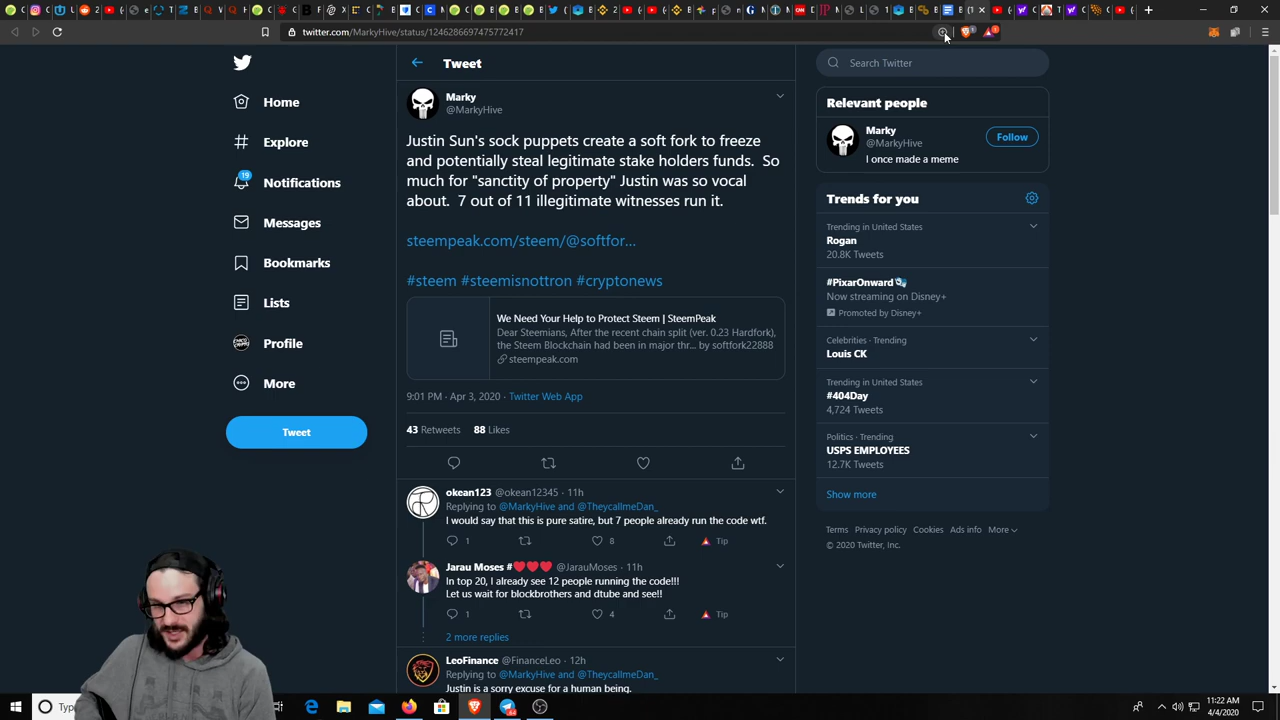 twitter.com/MarkyHive/status/1246286697475772417
Tweet
Search Twitter
Home
Explore
19
Notifications
Messages
Bookmarks
Lists
Profile
More
Tweet
Marky
@MarkyHive
Justin Sun's sock puppets create a soft fork to freeze
and potentially steal legitimate stake holders funds. So
much for "sanctity of property" Justin was so vocal
about. 7 out of 11 illegitimate witnesses run it.
steempeak.com/steem/@softfor...
#steem #steemisnottron #cryptonews
We Need Your Help to Protect Steem | SteemPeak
Dear Steemians, After the recent chain split (ver. 0.23 Hardfork),
the Steem Blockchain had been in major thr... by softfork22888
steempeak.com
9:01 PM · Apr 3, 2020 · Twitter Web App
43 Retweets 88 Likes
okean123 @okean12345 · 11h
Replying to @MarkyHive and @TheycallmeDan_
I would say that this is pure satire, but 7 people already run the code wtf.
1 8 Tip
Jarau Moses #♥♥♥ @JarauMoses · 11h
In top 20, I already see 12 people running the code!!!
Let us wait for blockbrothers and dtube and see!!
1 4 Tip
2 more replies
LeoFinance @FinanceLeo · 12h
Replying to @MarkyHive and @TheycallmeDan_
Justin is a sorry excuse for a human being.
Relevant people
Marky
@MarkyHive
Follow
I once made a meme
Trends for you
Trending in United States
Rogan
20.8K Tweets
#PixarOnward
Now streaming on Disney+
Promoted by Disney+
Celebrities · Trending
Louis CK
Trending in United States
#404Day
4,724 Tweets
Politics · Trending
USPS EMPLOYEES
12.7K Tweets
Show more
Terms Privacy policy Cookies Ads info More
© 2020 Twitter, Inc.
11:22 AM
4/4/2020